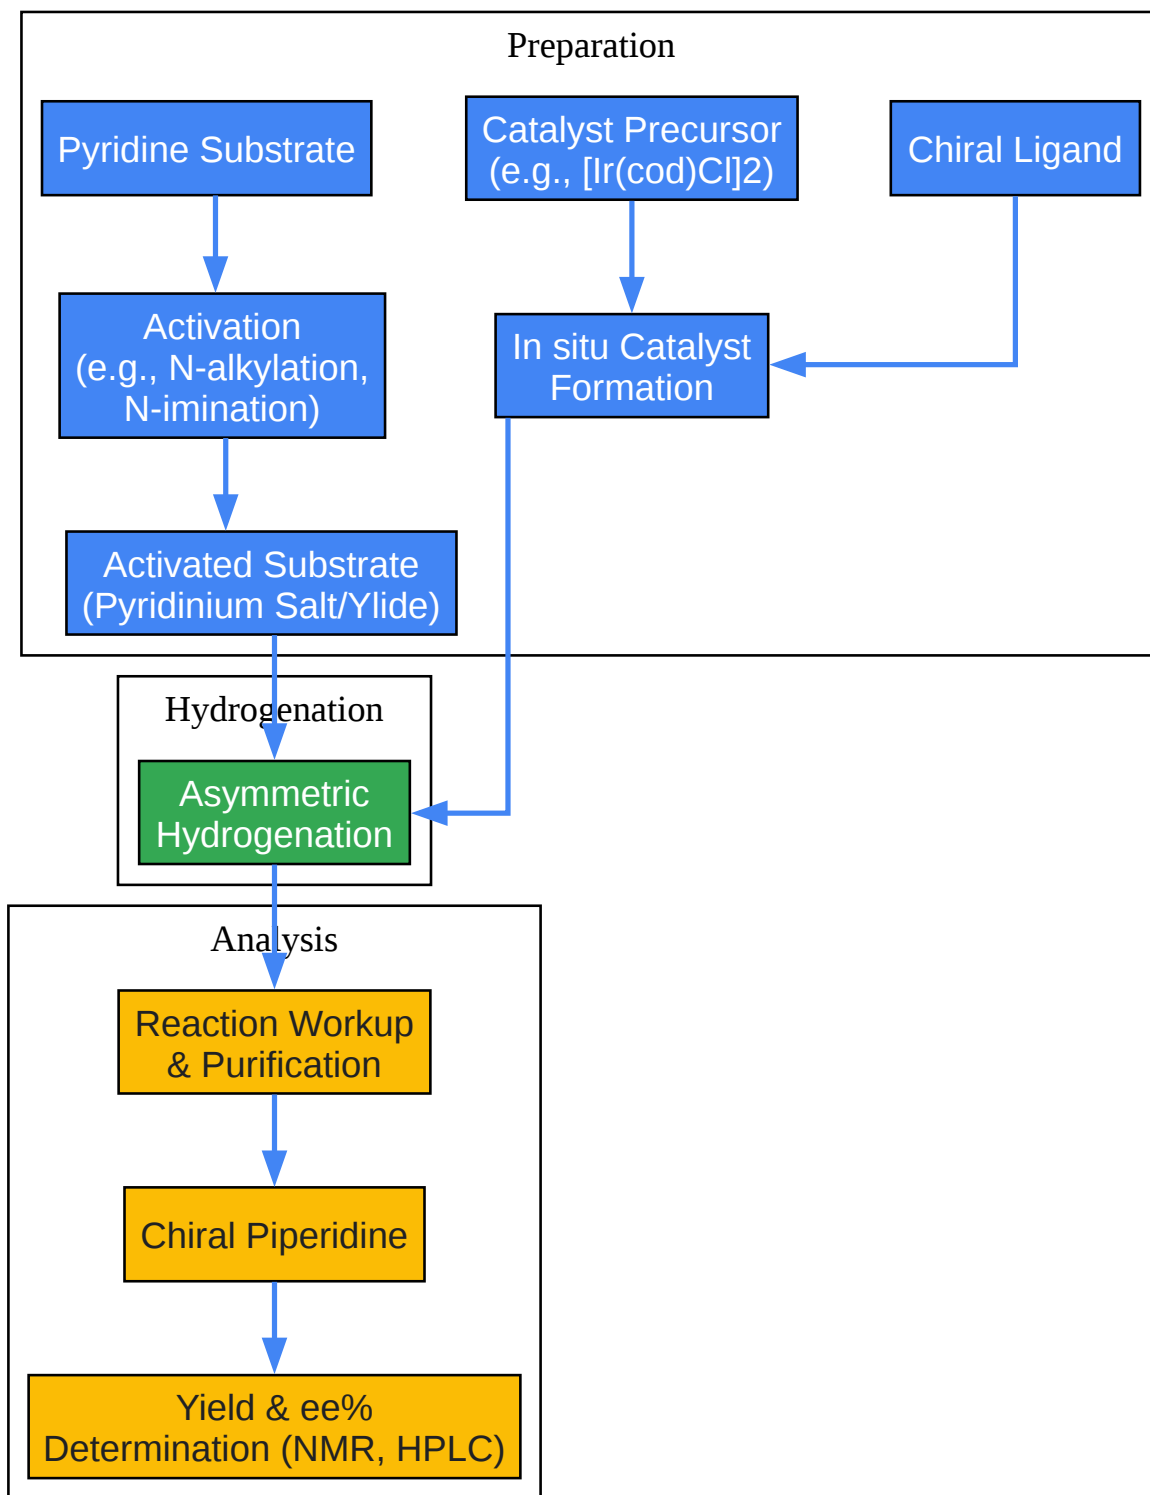 Preparation
Pyridine Substrate
Catalyst Precursor
(e.g., [Ir(cod)Cl]2)
Chiral Ligand
Activation
(e.g., N-alkylation,
N-imination)
In situ Catalyst
Formation
Activated Substrate
(Pyridinium Salt/Ylide)
Hydrogenation
Asymmetric
Hydrogenation
Analysis
Reaction Workup
& Purification
Chiral Piperidine
Yield & ee%
Determination (NMR, HPLC)